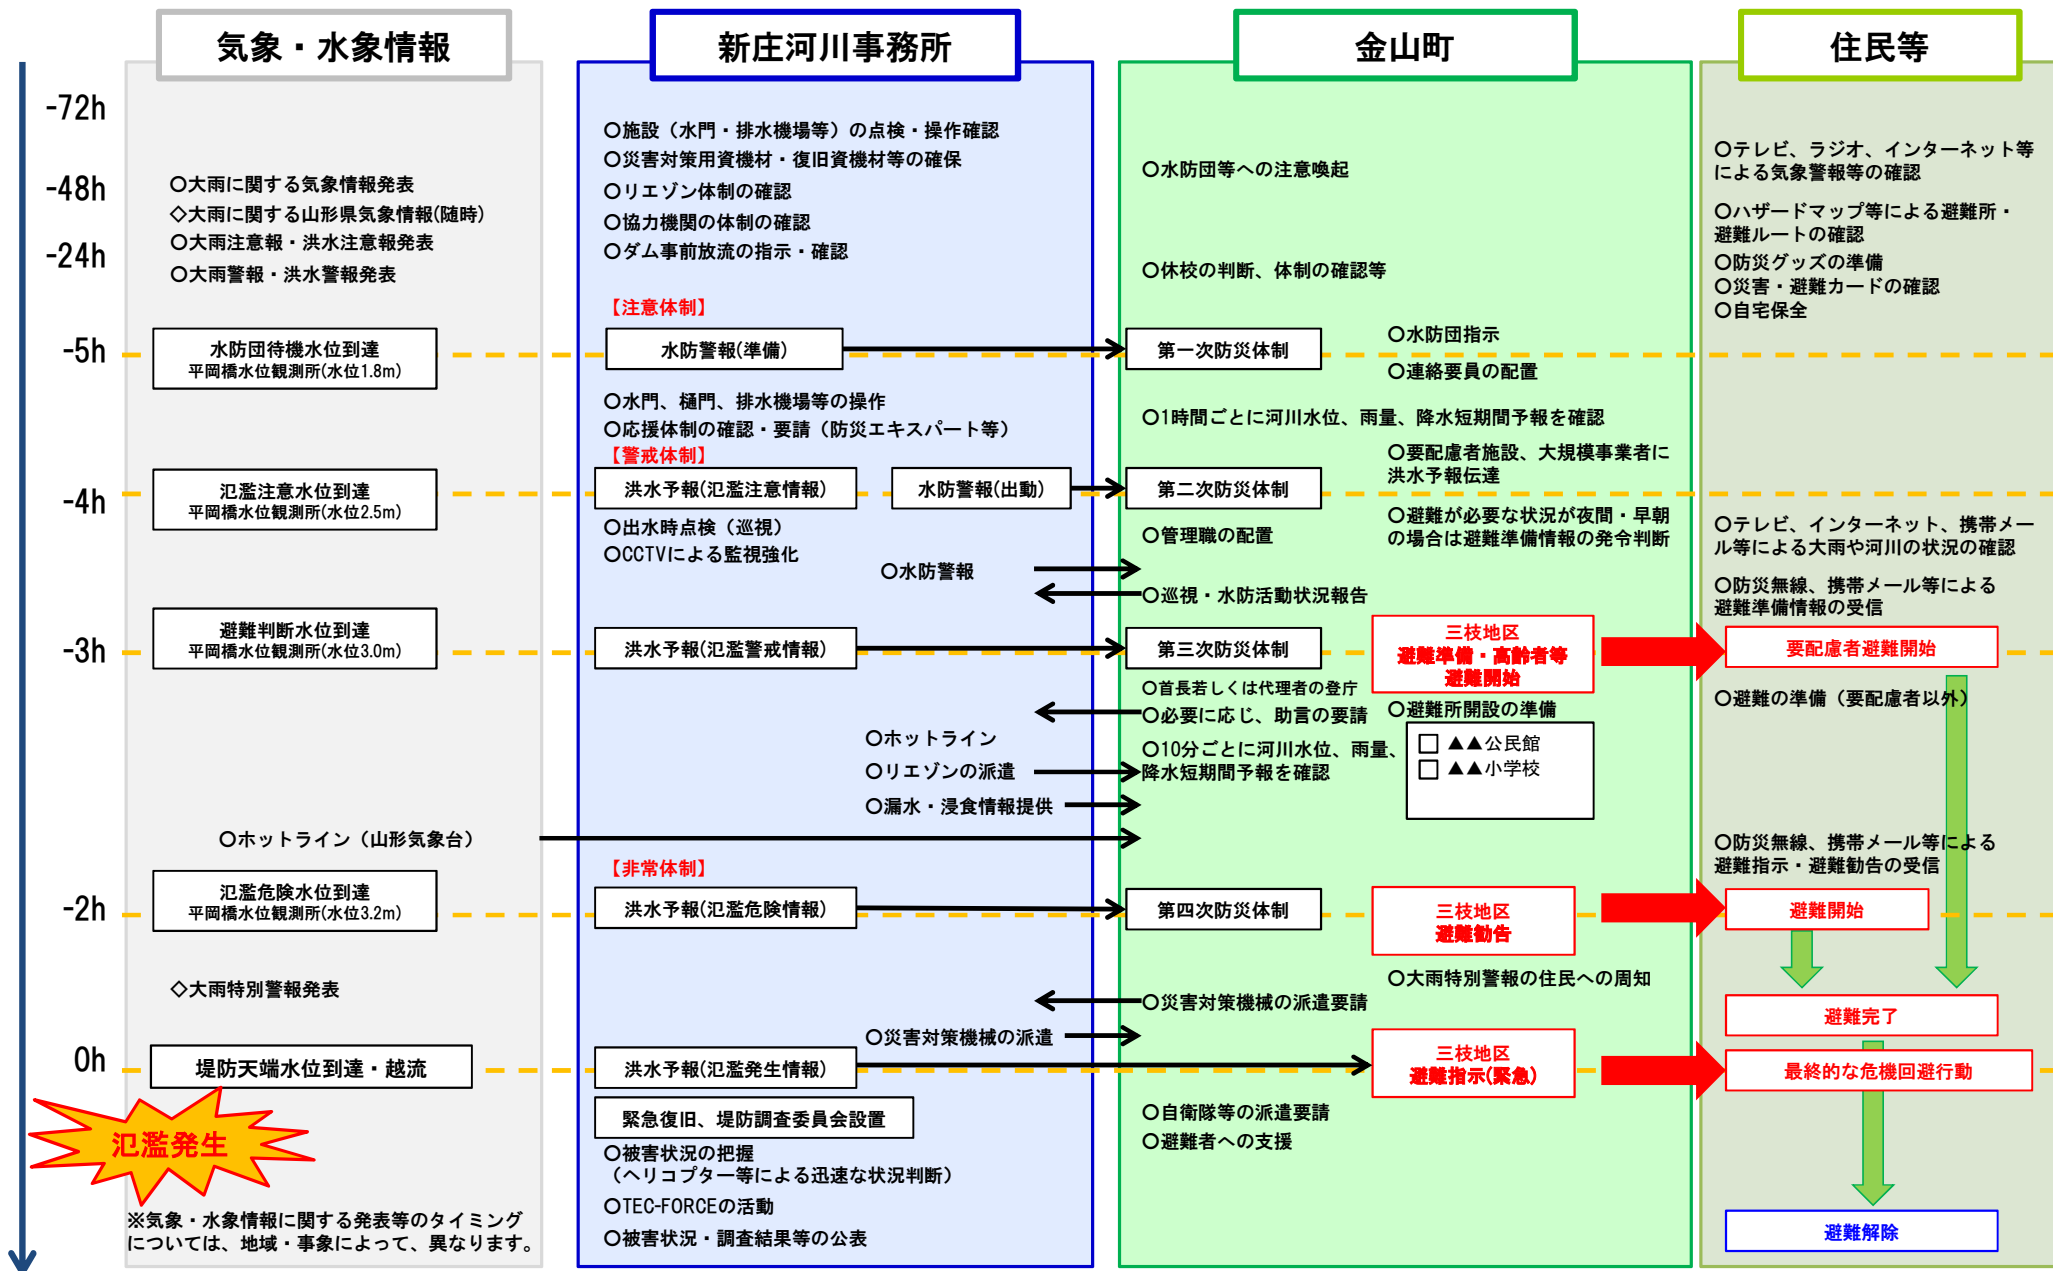 気象・水象情報
新庄河川事務所
金山町
住民等
-72h
-48h
-24h
-5h
-4h
-3h
-2h
0h
○大雨に関する気象情報発表
◇大雨に関する山形県気象情報(随時)
○大雨注意報・洪水注意報発表
○大雨警報・洪水警報発表
水防団待機水位到達
平岡橋水位観測所(水位1.8m)
氾濫注意水位到達
平岡橋水位観測所(水位2.5m)
避難判断水位到達
平岡橋水位観測所(水位3.0m)
○ホットライン（山形気象台）
氾濫危険水位到達
平岡橋水位観測所(水位3.2m)
◇大雨特別警報発表
堤防天端水位到達・越流
氾濫発生
※気象・水象情報に関する発表等のタイミング
については、地域・事象によって、異なります。
○施設（水門・排水機場等）の点検・操作確認
○災害対策用資機材・復旧資機材等の確保
○リエゾン体制の確認
○協力機関の体制の確認
○ダム事前放流の指示・確認
【注意体制】
水防警報(準備)
○水門、樋門、排水機場等の操作
○応援体制の確認・要請（防災エキスパート等）
【警戒体制】
洪水予報(氾濫注意情報)
水防警報(出動)
○出水時点検（巡視）
○CCTVによる監視強化
○水防警報
洪水予報(氾濫警戒情報)
○ホットライン
○リエゾンの派遣
○漏水・浸食情報提供
【非常体制】
洪水予報(氾濫危険情報)
○災害対策機械の派遣
洪水予報(氾濫発生情報)
緊急復旧、堤防調査委員会設置
○被害状況の把握
（ヘリコプター等による迅速な状況判断）
○TEC-FORCEの活動
○被害状況・調査結果等の公表
○水防団等への注意喚起
○休校の判断、体制の確認等
第一次防災体制
○水防団指示
○連絡要員の配置
○1時間ごとに河川水位、雨量、降水短期間予報を確認
第二次防災体制
○要配慮者施設、大規模事業者に
洪水予報伝達
○管理職の配置
○避難が必要な状況が夜間・早朝
の場合は避難準備情報の発令判断
○巡視・水防活動状況報告
第三次防災体制
三枝地区
避難準備・高齢者等
避難開始
○首長若しくは代理者の登庁
○必要に応じ、助言の要請
○避難所開設の準備
○10分ごとに河川水位、雨量、
降水短期間予報を確認
□ ▲▲公民館
□ ▲▲小学校
第四次防災体制
三枝地区
避難勧告
○大雨特別警報の住民への周知
○災害対策機械の派遣要請
三枝地区
避難指示(緊急)
○自衛隊等の派遣要請
○避難者への支援
○テレビ、ラジオ、インターネット等
による気象警報等の確認
○ハザードマップ等による避難所・
避難ルートの確認
○防災グッズの準備
○災害・避難カードの確認
○自宅保全
○テレビ、インターネット、携帯メー
ル等による大雨や河川の状況の確認
○防災無線、携帯メール等による
避難準備情報の受信
要配慮者避難開始
○避難の準備（要配慮者以外）
○防災無線、携帯メール等による
避難指示・避難勧告の受信
避難開始
避難完了
最終的な危機回避行動
避難解除